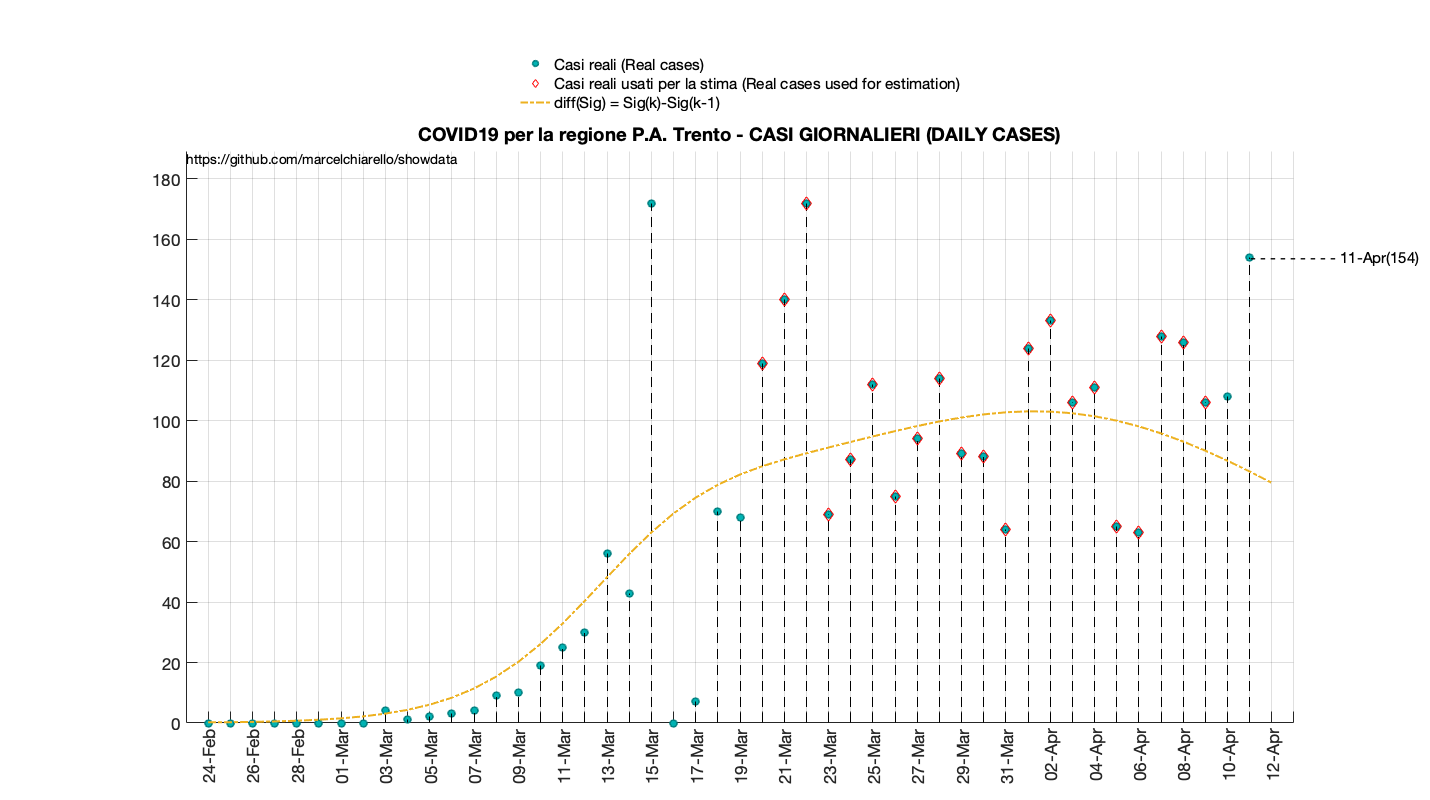 Casi reali (Real cases)
Casi reali usati per la stima (Real cases used for estimation)
diff(Sig) = Sig(k)-Sig(k-1)
COVID19 per la regione P.A. Trento - CASI GIORNALIERI (DAILY CASES)
https://github.com/marcelchiarello/showdata
180
160
140
120
100
80
60
40
20
0
11-Apr(154)
24-Feb
26-Feb
28-Feb
01-Mar
03-Mar
05-Mar
07-Mar
09-Mar
11-Mar
13-Mar
15-Mar
17-Mar
19-Mar
21-Mar
23-Mar
25-Mar
27-Mar
29-Mar
31-Mar
02-Apr
04-Apr
06-Apr
08-Apr
10-Apr
12-Apr